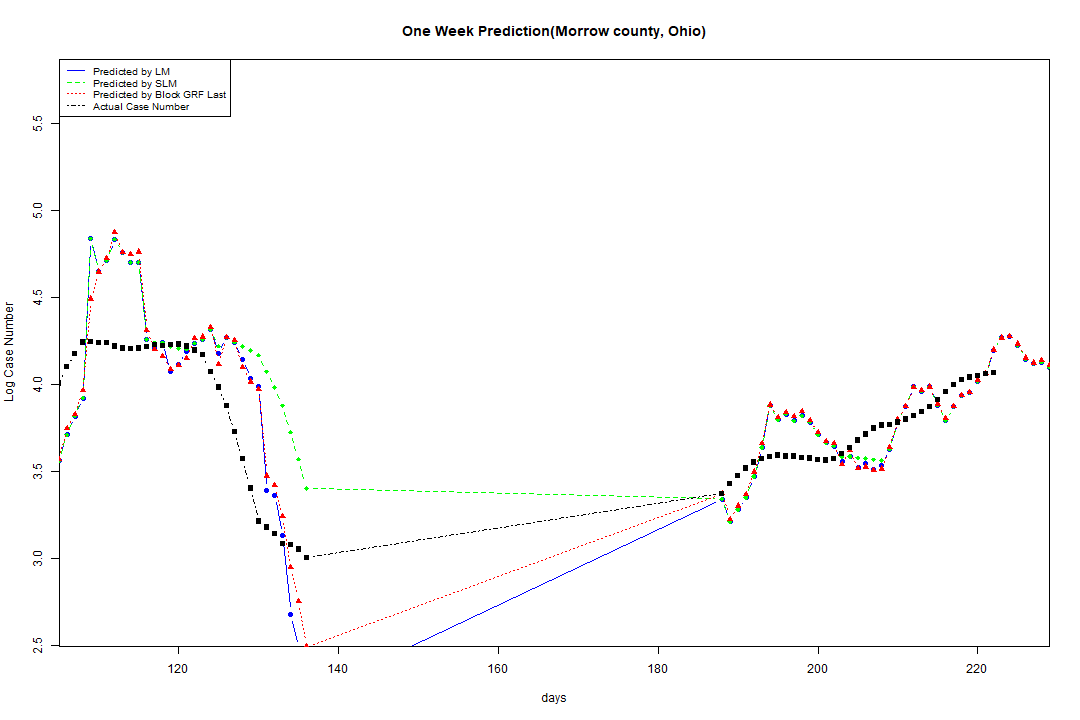 One Week Prediction(Morrow county, Ohio)
Predicted by LM
Predicted by SLM
Predicted by Block GRF Last
Actual Case Number
5.5
5.0
4.5
4.0
3.5
3.0
2.5
Log Case Number
120 140 160 180 200 220
days